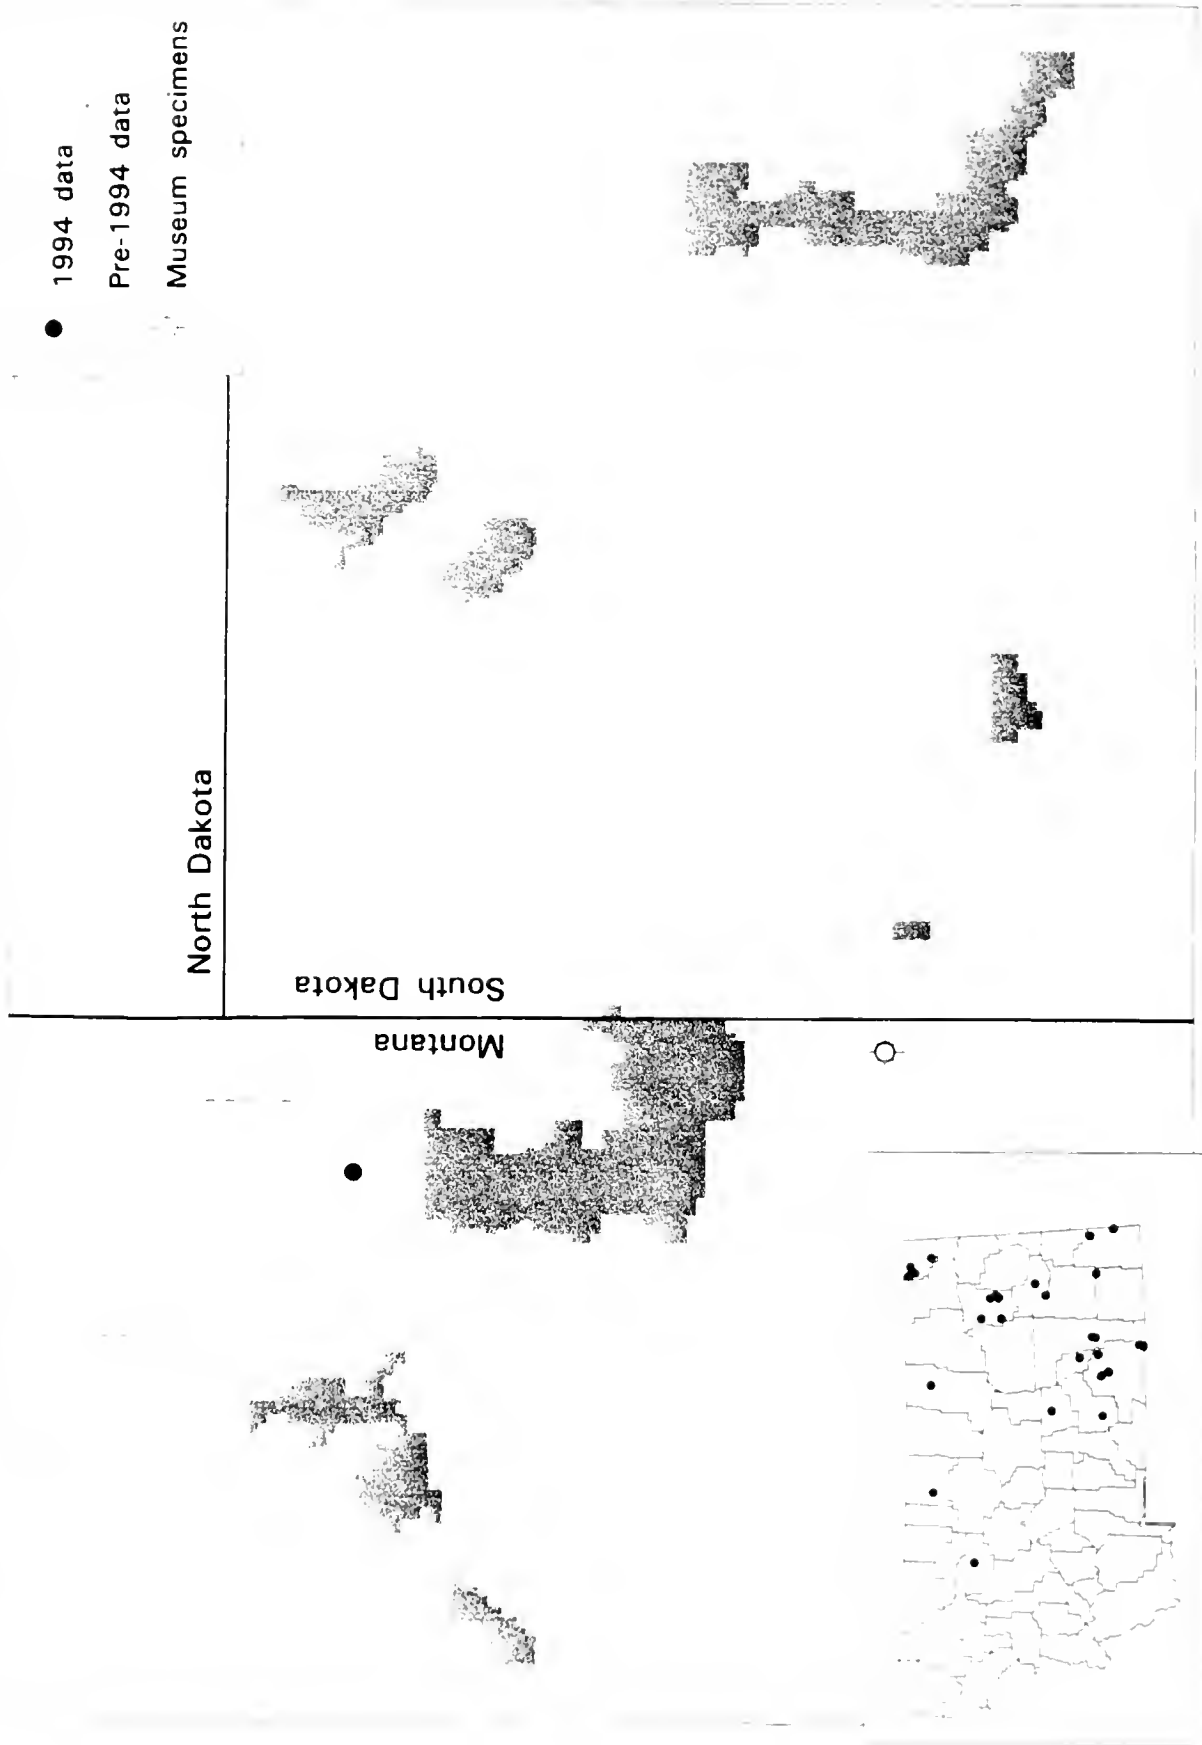 1994 data
Pre-1994 data
Museum specimens
North Dakota
South Dakota
Montana